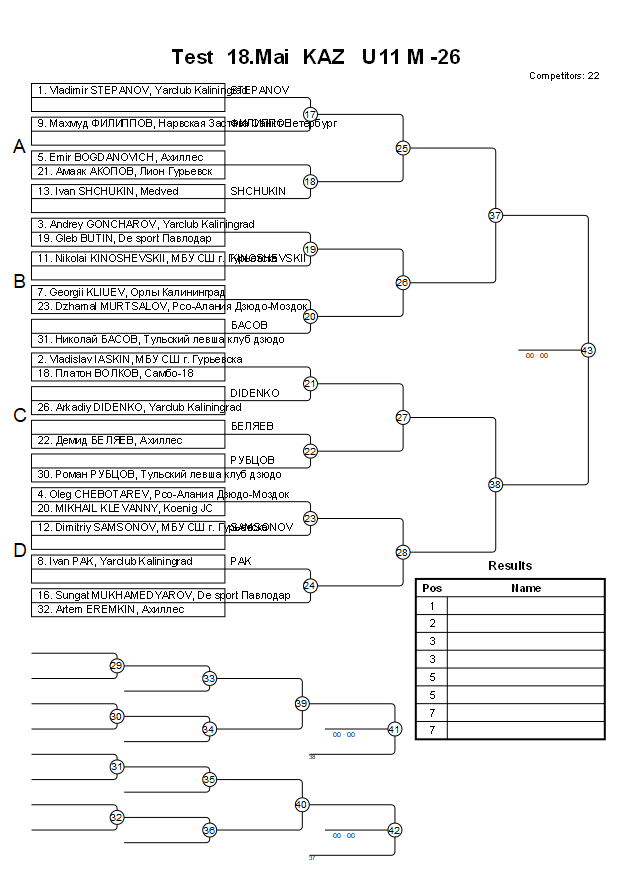 Test 18.Mai KAZ U11 M -26
Competitors: 22
1. Vladimir STEPANOV, Yarclub Kaliningrad
STEPANOV
17
9. Махмуд ФИЛИППОВ, Нарвская Застава Санкт-Петербург
ФИЛИППОВ
A
25
5. Emir BOGDANOVICH, Ахиллес
21. Амаяк АКОПОВ, Лион Гурьевск
18
13. Ivan SHCHUKIN, Medved
SHCHUKIN
37
3. Andrey GONCHAROV, Yarclub Kaliningrad
19. Gleb BUTIN, De sport Павлодар
19
11. Nikolai KINOSHEVSKII, МБУ СШ г. Гурьевска
KINOSHEVSKII
B
26
7. Georgii KLIUEV, Орлы Калининград
23. Dzhamal MURTSALOV, Рсо-Алания Дзюдо-Моздок
20
БАСОВ
31. Николай БАСОВ, Тульский левша клуб дзюдо
43
00 00
2. Vladislav IASKIN, МБУ СШ г. Гурьевска
18. Платон ВОЛКОВ, Самбо-18
21
DIDENKO
26. Arkadiy DIDENKO, Yarclub Kaliningrad
C
27
БЕЛЯЕВ
22. Демид БЕЛЯЕВ, Ахиллес
22
РУБЦОВ
30. Роман РУБЦОВ, Тульский левша клуб дзюдо
38
4. Oleg CHEBOTAREV, Рсо-Алания Дзюдо-Моздок
20. MIKHAIL KLEVANNY, Koenig JC
23
12. Dimitriy SAMSONOV, МБУ СШ г. Гурьевска
SAMSONOV
D
28
8. Ivan PAK, Yarclub Kaliningrad
PAK
24
16. Sungat MUKHAMEDYAROV, De sport Павлодар
32. Artem EREMKIN, Ахиллес
Results
Pos Name
1
2
3
3
5
5
7
7
29
33
39
30
34
41
00 00
38
31
35
40
32
36
42
00 00
37